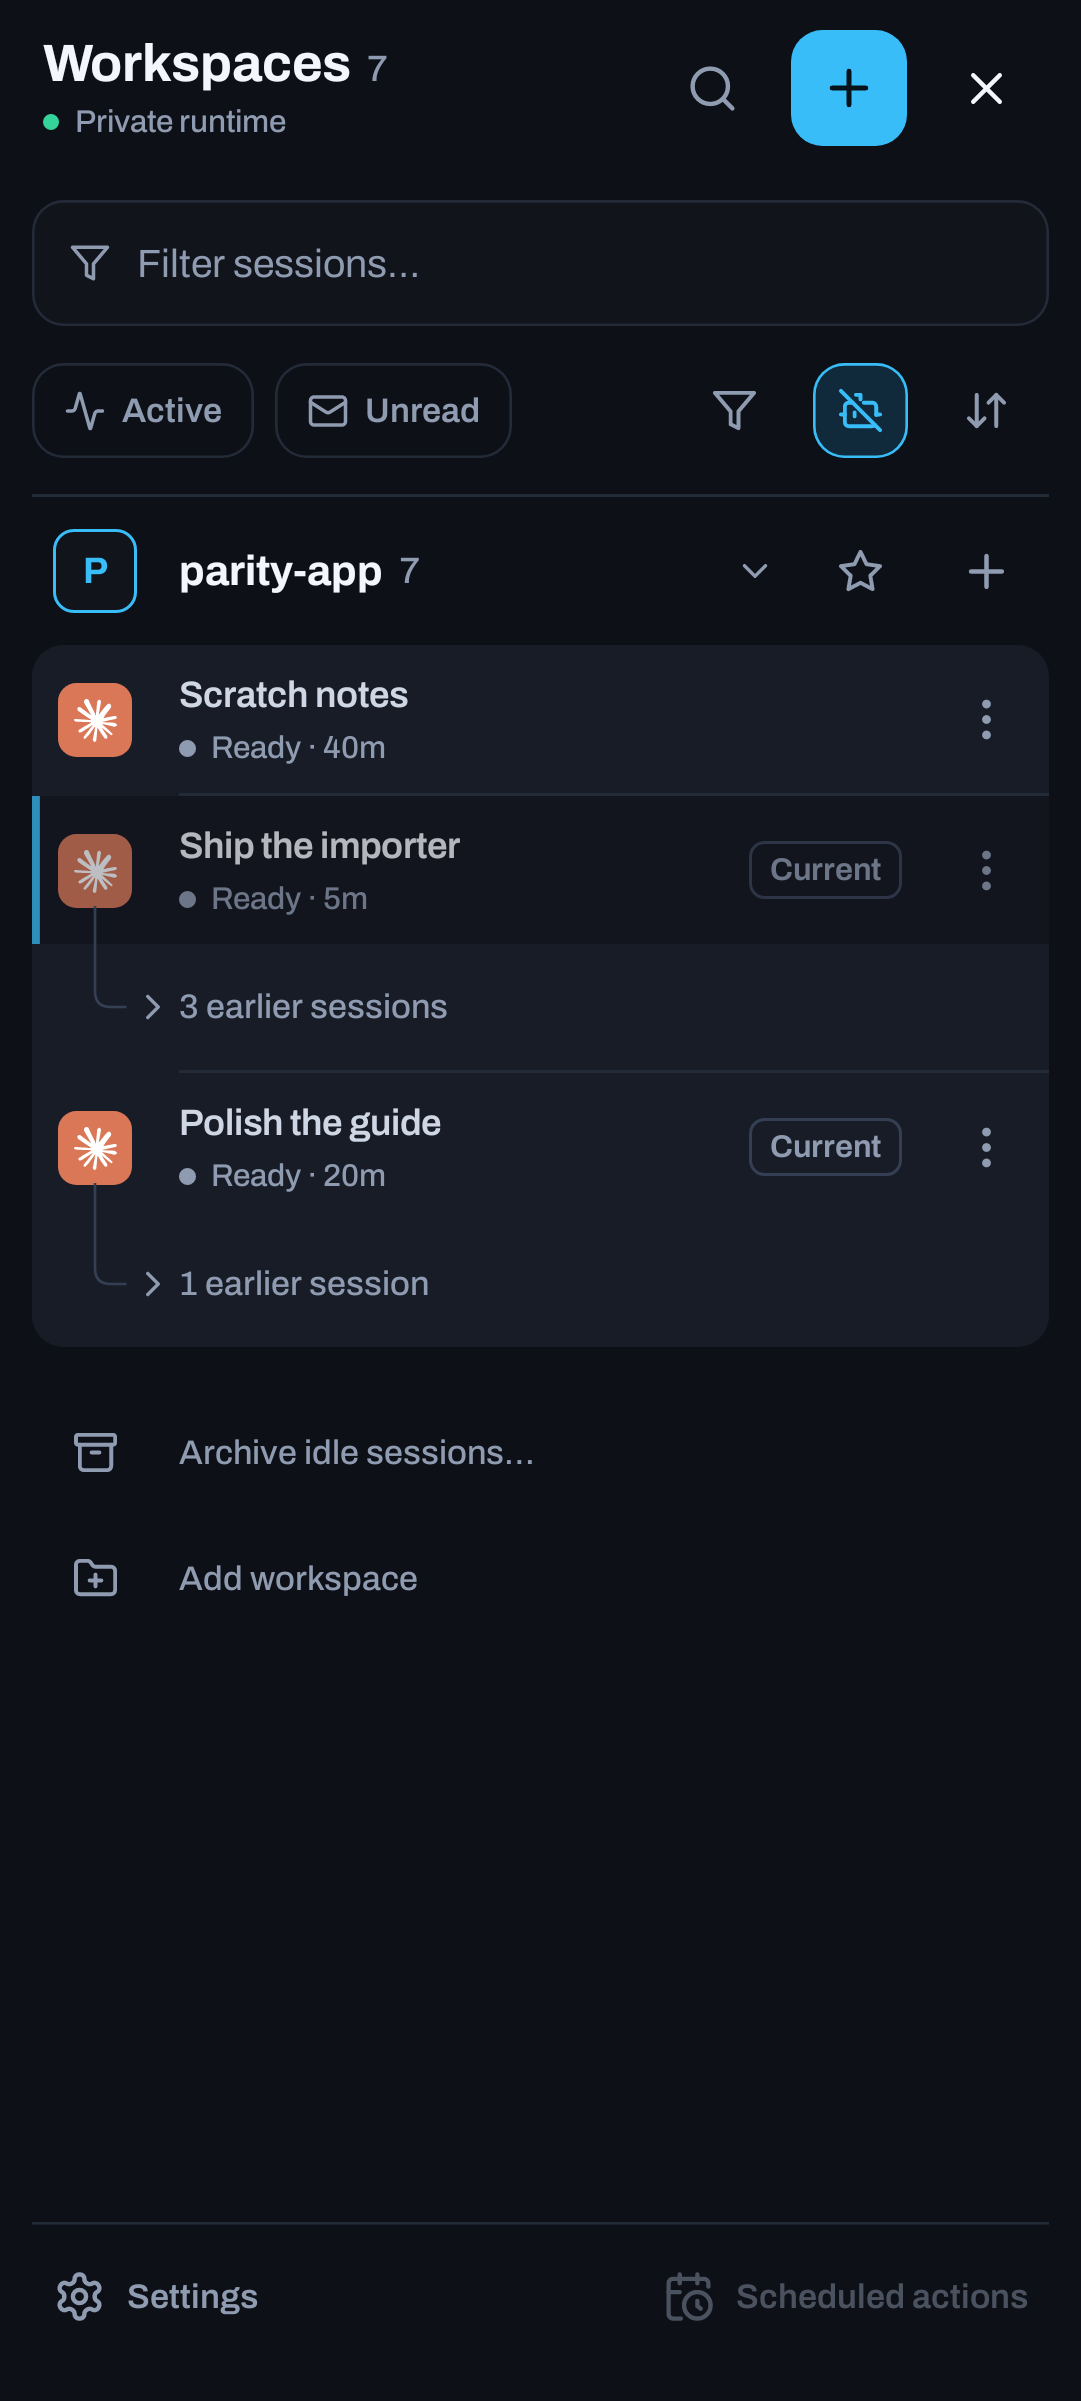 Workspaces 7
Private runtime
Filter sessions...
Active
Unread
P
parity-app 7
Scratch notes
Ready · 40m
Ship the importer
Ready · 5m
Current
3 earlier sessions
Polish the guide
Ready · 20m
Current
1 earlier session
Archive idle sessions...
Add workspace
Settings
Scheduled actions